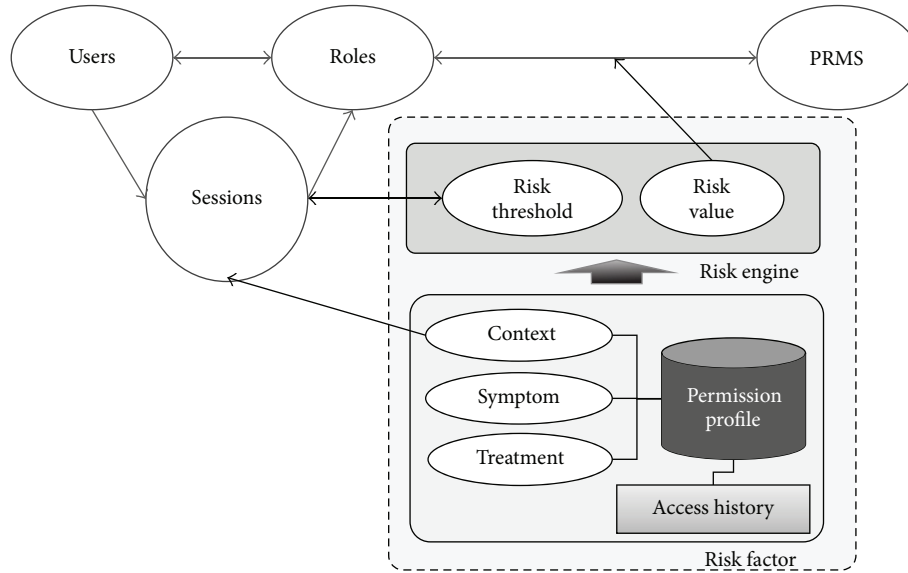 Users
Roles
PRMS
Sessions
Risk
threshold
Risk
value
Risk engine
Context
Symptom
Treatment
Permission
profile
Access history
Risk factor